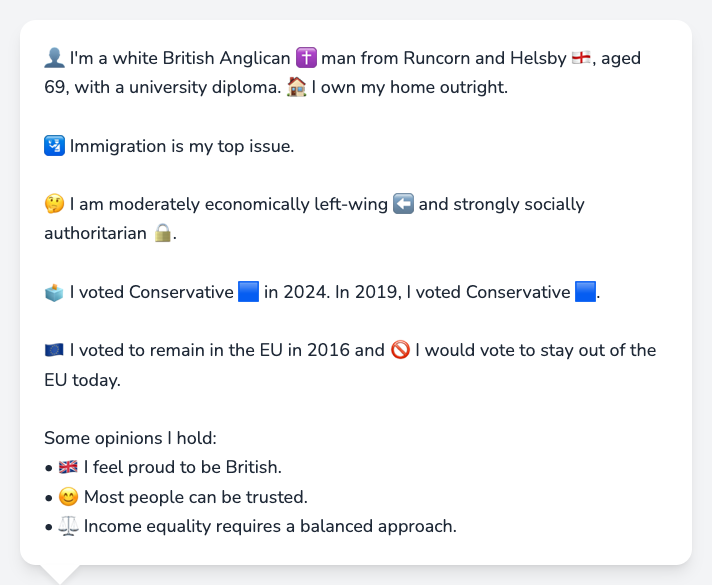 👤 I'm a white British Anglican ✝️ man from Runcorn and Helsby 🏴󠁧󠁢󠁥󠁮󠁧󠁿, aged
69, with a university diploma. 🏠 I own my home outright.
🛂 Immigration is my top issue.
🤔 I am moderately economically left-wing ⬅️ and strongly socially
authoritarian 🔒.
🗳️ I voted Conservative 🟦 in 2024. In 2019, I voted Conservative 🟦.
🇪🇺 I voted to remain in the EU in 2016 and 🚫 I would vote to stay out of the
EU today.
Some opinions I hold:
• 🇬🇧 I feel proud to be British.
• 😊 Most people can be trusted.
• ⚖️ Income equality requires a balanced approach.